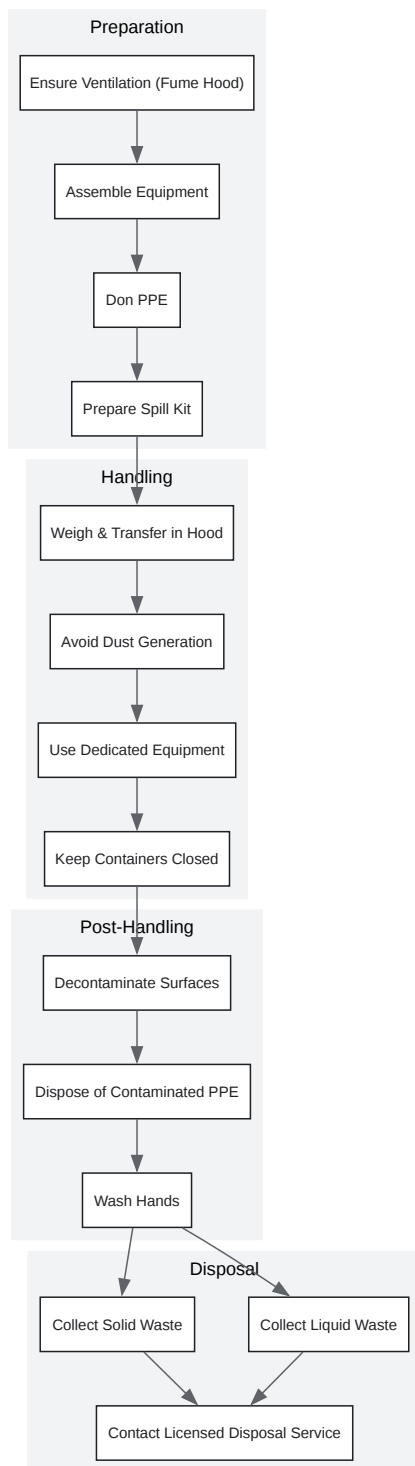 Preparation
Ensure Ventilation (Fume Hood)
Assemble Equipment
Don PPE
Prepare Spill Kit
Handling
Weigh & Transfer in Hood
Avoid Dust Generation
Use Dedicated Equipment
Keep Containers Closed
Post-Handling
Decontaminate Surfaces
Dispose of Contaminated PPE
Wash Hands
Disposal
Collect Solid Waste
Collect Liquid Waste
Contact Licensed Disposal Service